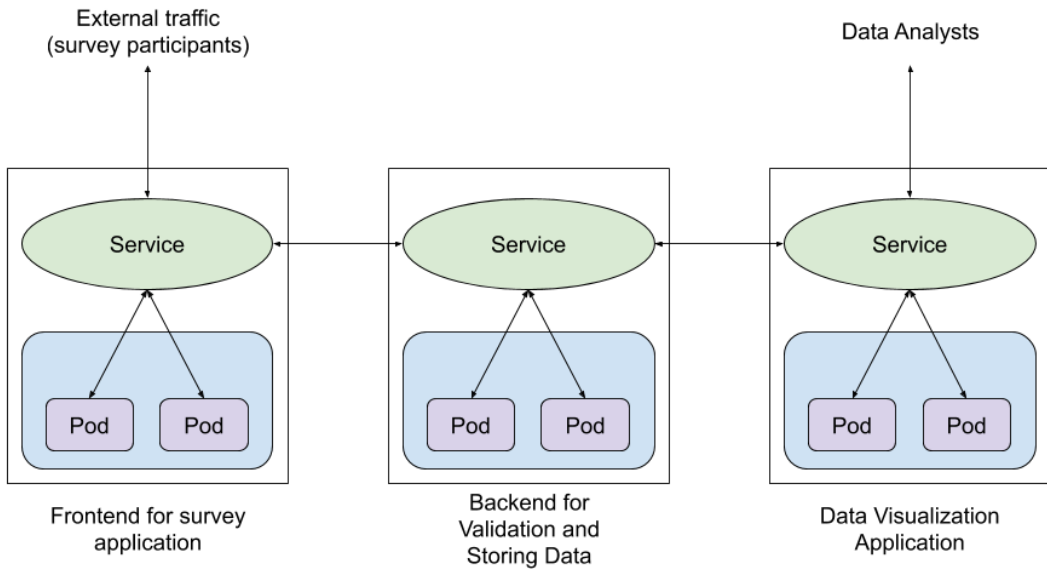 External traffic
(survey participants)
Data Analysts
Service
Service
Service
Pod
Pod
Pod
Pod
Pod
Pod
Frontend for survey
application
Backend for
Validation and
Storing Data
Data Visualization
Application